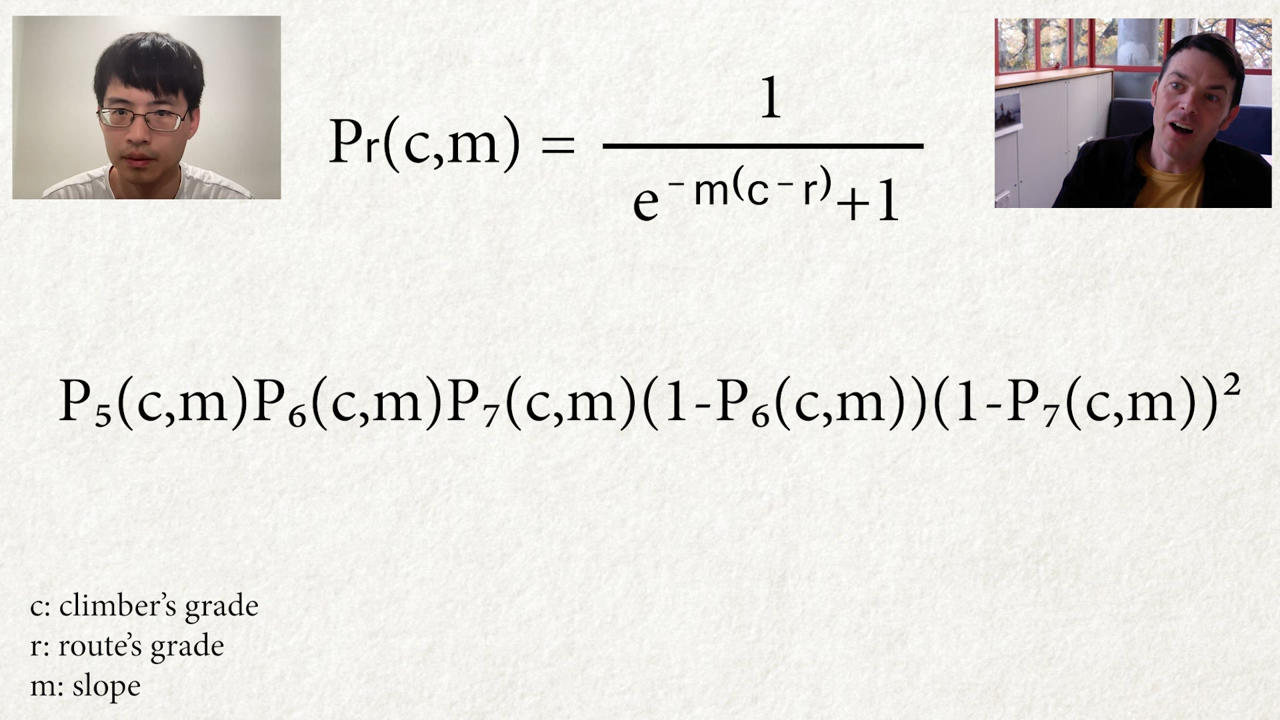 Pr(c,m) = 1 / e^-m(c-r)+1
P₅(c,m)P₆(c,m)P₇(c,m)(1-P₆(c,m))(1-P₇(c,m))²
c: climber’s grade
r: route’s grade
m: slope